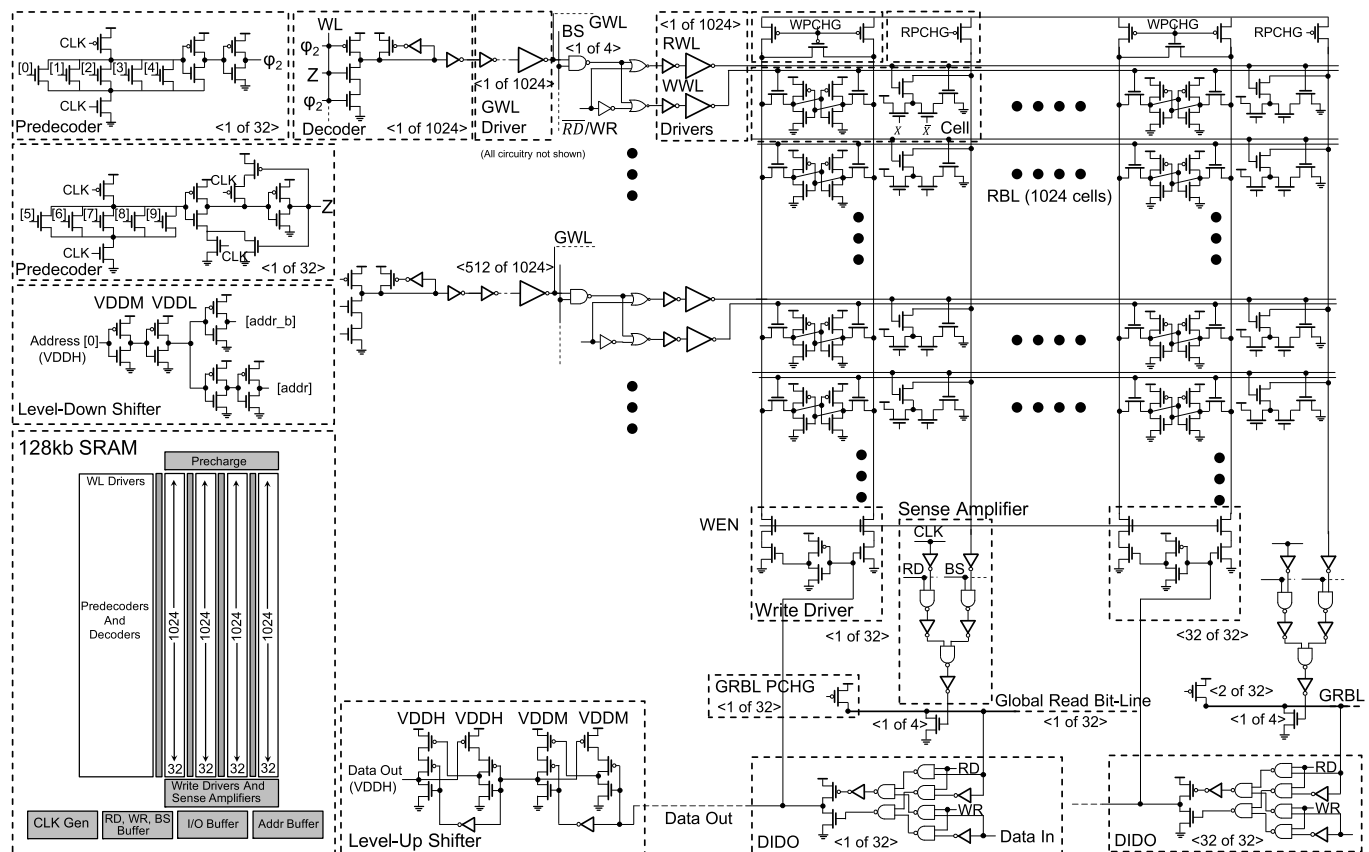 CLK
[0] [1] [2] [3] [4]
φ2
CLK
Predecoder
<1 of 32>
WL
φ2
Z
φ2
Decoder
<1 of 1024>
<1 of 1024>
GWL
Driver
GWL
BS
<1 of 4>
RD/WR
(All circuitry not shown)
<1 of 1024>
RWL
WWL
Drivers
WPCHG
RPCHG
X X
Cell
WPCHG
RPCHG
RBL (1024 cells)
CLK
CLK
[5] [6] [7] [8] [9]
Z
CLK
CLK
Predecoder
<1 of 32>
GWL
<512 of 1024>
VDDM VDDL
Address [0]
(VDDH)
[addr_b]
[addr]
Level-Down Shifter
128kb SRAM
Precharge
WL Drivers
Predecoders
And
Decoders
1024 1024 1024 1024
32 32 32 32
Write Drivers And
Sense Amplifiers
CLK Gen
RD, WR, BS
Buffer
I/O Buffer
Addr Buffer
WEN
Sense Amplifier
CLK
RD BS
Write Driver
<1 of 32>
<32 of 32>
GRBL PCHG
<1 of 32>
Global Read Bit-Line
<1 of 4>
<1 of 32>
<2 of 32>
GRBL
<1 of 4>
VDDH VDDH VDDM VDDM
Data Out
(VDDH)
Level-Up Shifter
Data Out
RD
WR
Data In
DIDO
<1 of 32>
RD
WR
DIDO
<32 of 32>